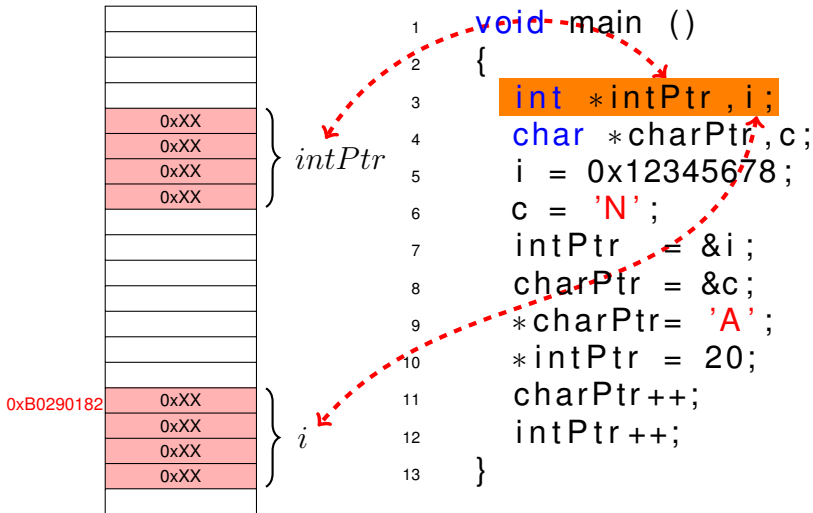 0xXX
0xXX
0xXX
0xXX
intPtr
0xB0290182
0xXX
0xXX
0xXX
0xXX
i
1 void main ()
2 {
3 int *intPtr ,i;
4 char *charPtr ,c;
5 i = 0x12345678;
6 c = 'N';
7 intPtr = &i;
8 charPtr = &c;
9 *charPtr= 'A';
10 *intPtr = 20;
11 charPtr++;
12 intPtr++;
13 }